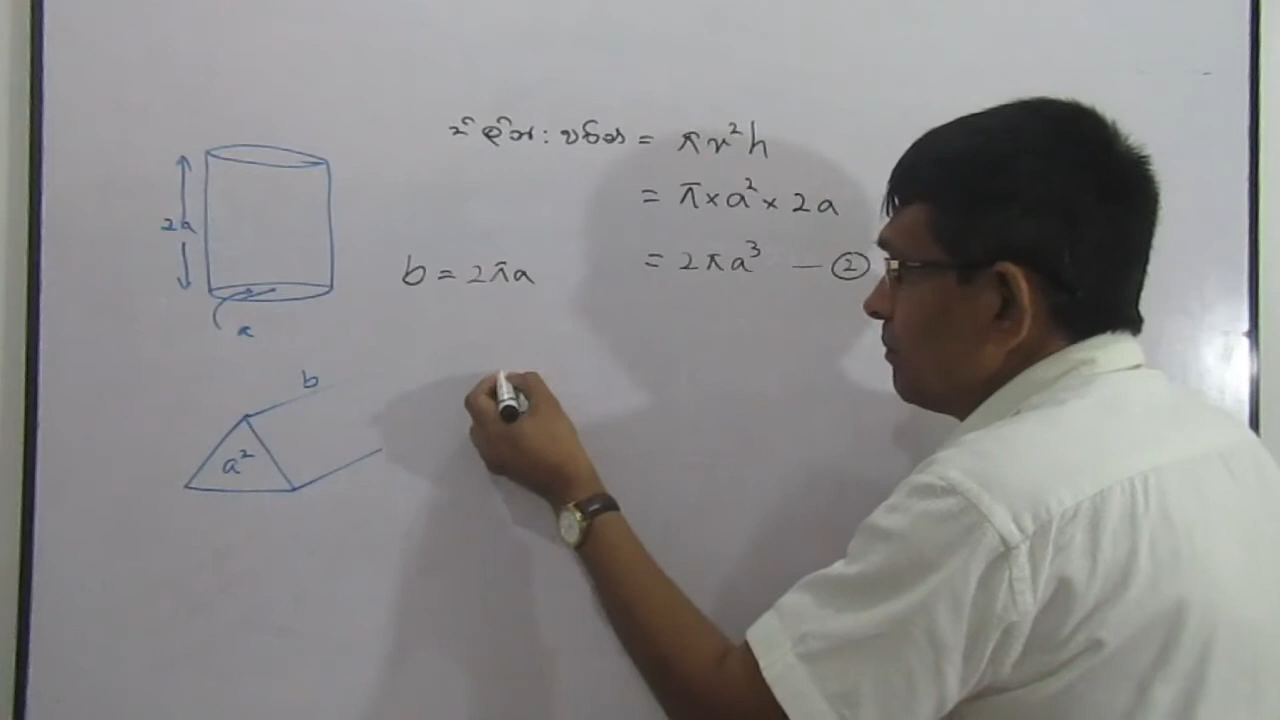 = πr²h
= π×a²× 2a
= 2πa³ — ②
b = 2πa
2a
a
b
a²